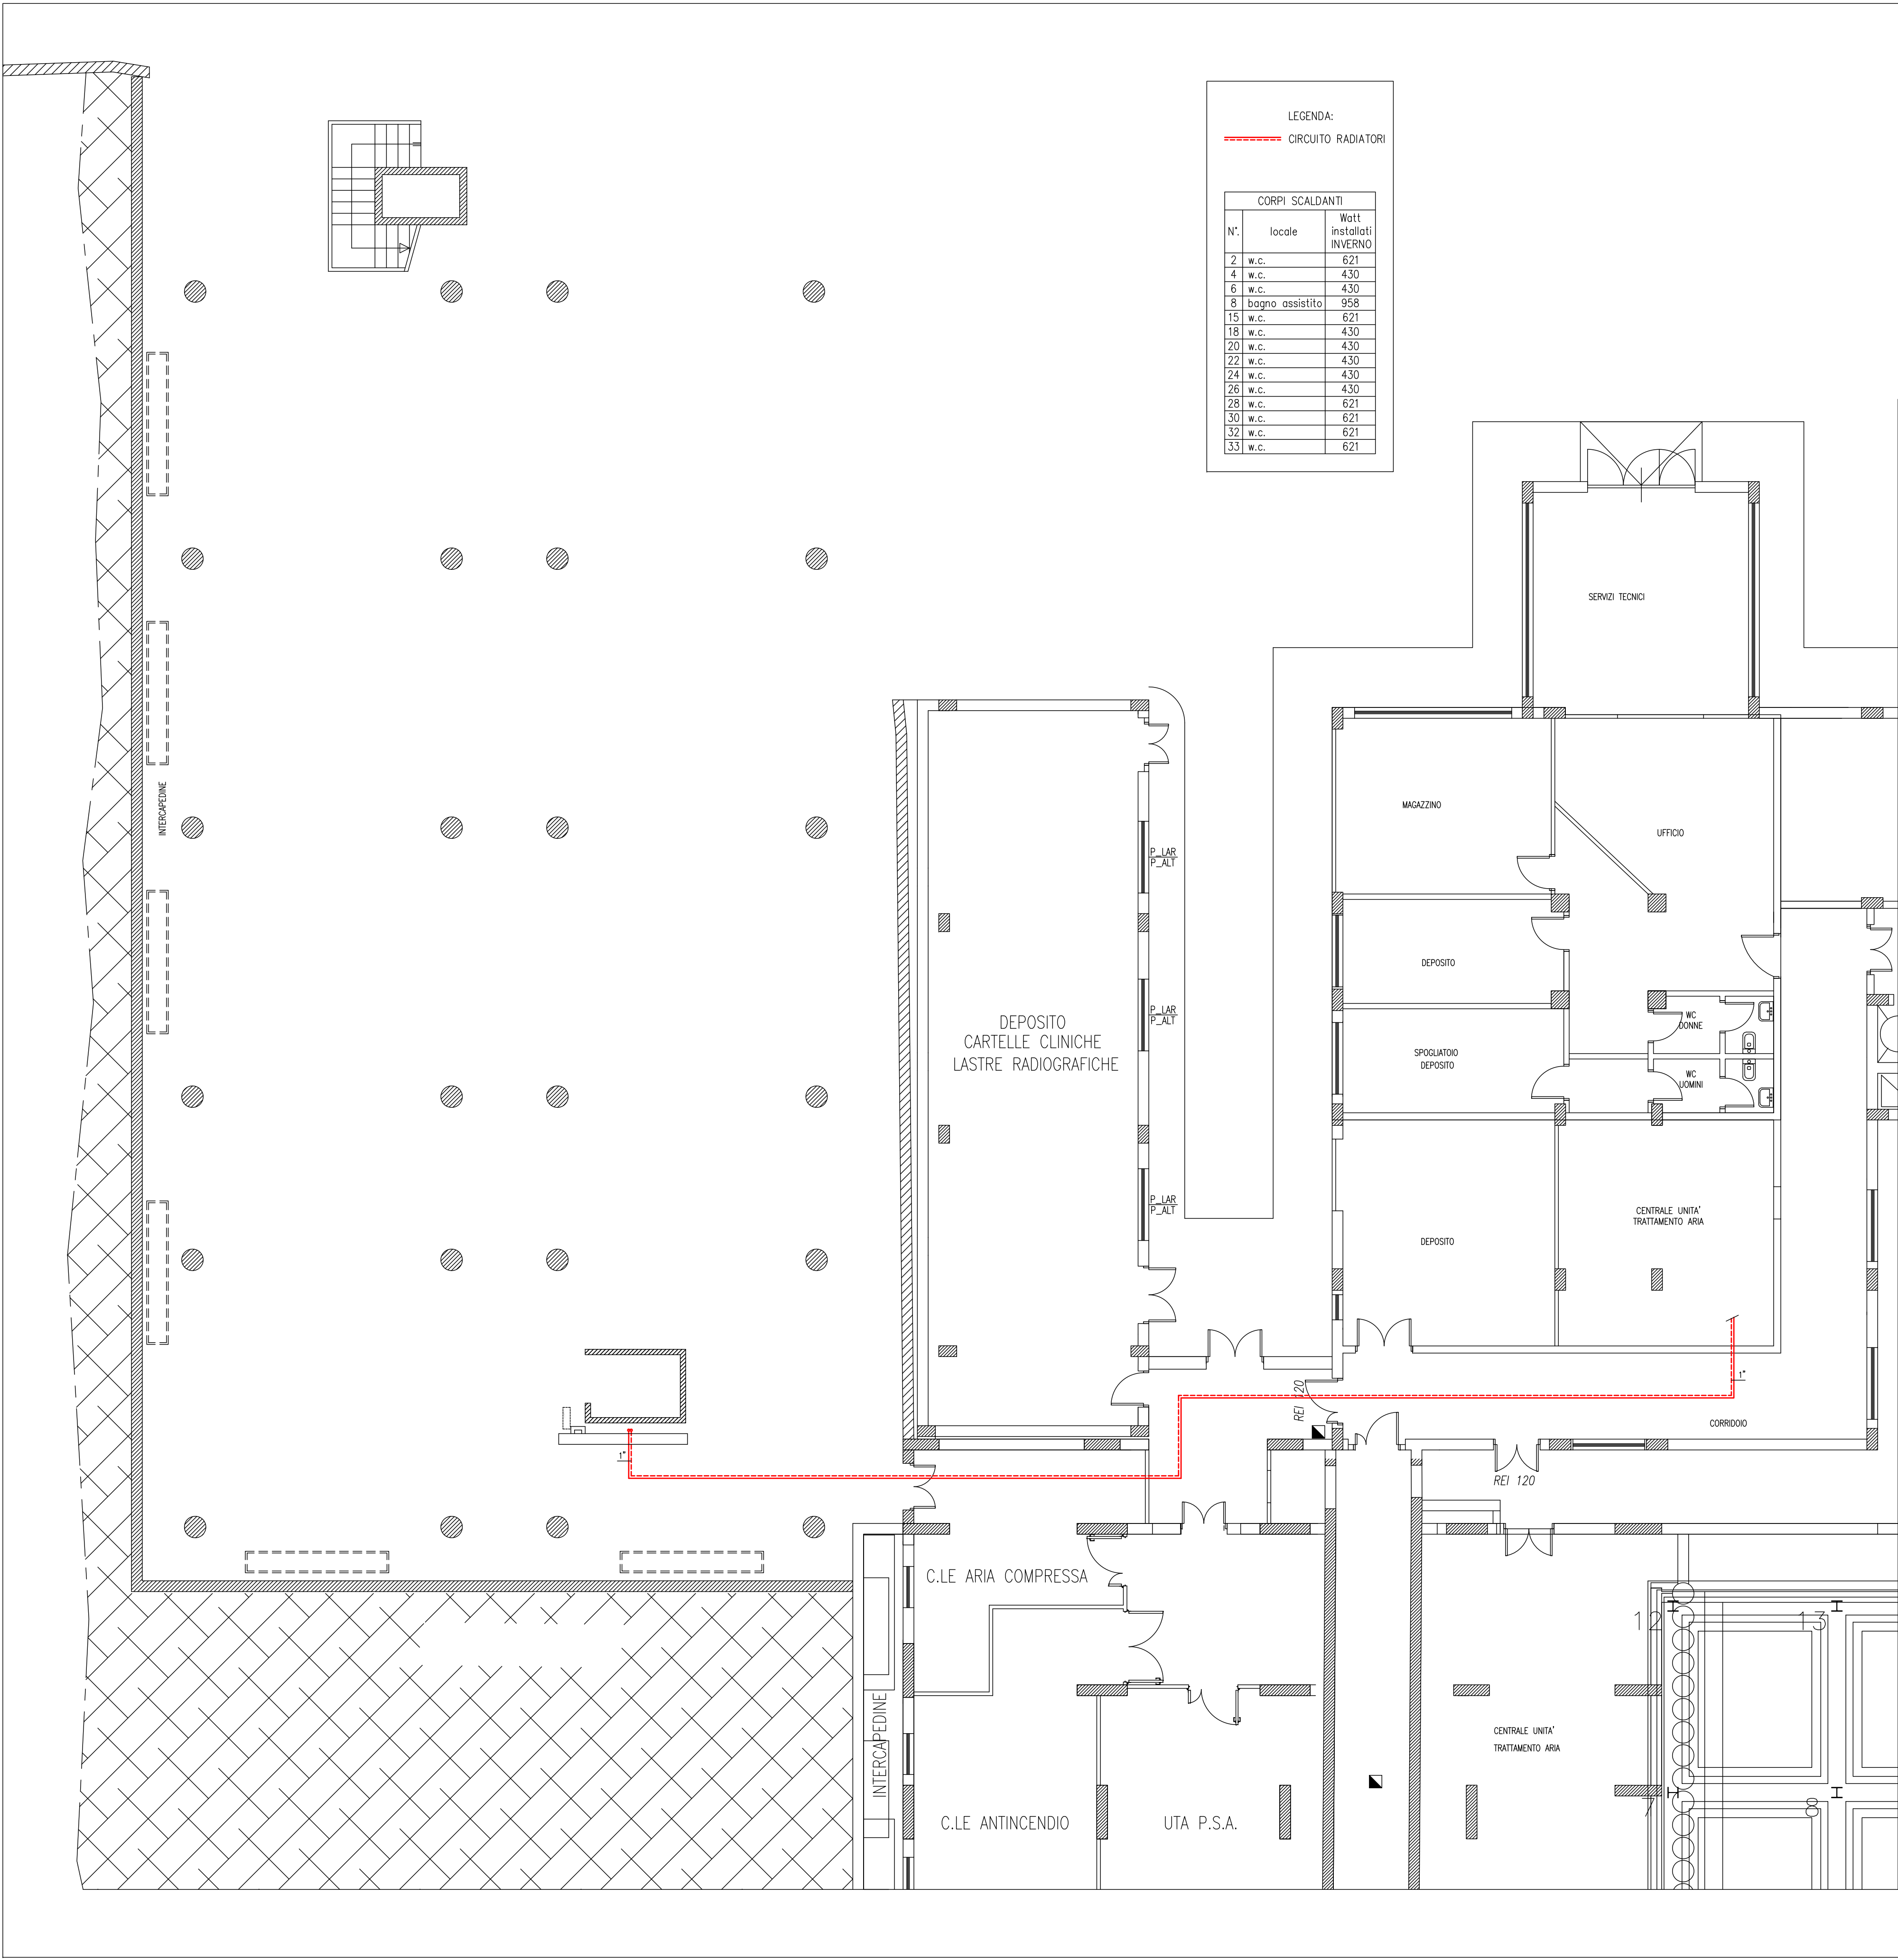 LEGENDA:
CIRCUITO RADIATORI
CORPI SCALDANTI
N°. locale Watt installati INVERNO
2 w.c. 621
4 w.c. 430
6 w.c. 430
8 bagno assistito 958
15 w.c. 621
18 w.c. 430
20 w.c. 430
22 w.c. 430
24 w.c. 430
26 w.c. 430
28 w.c. 621
30 w.c. 621
32 w.c. 621
33 w.c. 621
SERVIZI TECNICI
INTERCAPEDINE
MAGAZZINO
UFFICIO
P_LAR
P_ALT
DEPOSITO
DEPOSITO
CARTELLE CLINICHE
LASTRE RADIOGRAFICHE
P_LAR
P_ALT
WC
DONNE
SPOGLIATOIO
DEPOSITO
WC
UOMINI
P_LAR
P_ALT
CENTRALE UNITA'
TRATTAMENTO ARIA
DEPOSITO
1"
REI 120
CORRIDOIO
1"
REI 120
C.LE ARIA COMPRESSA
12
13
INTERCAPEDINE
CENTRALE UNITA'
TRATTAMENTO ARIA
7
8
C.LE ANTINCENDIO
UTA P.S.A.